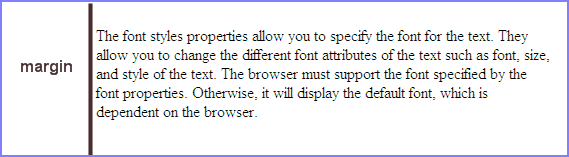 margin
The font styles properties allow you to specify the font for the text. They
allow you to change the different font attributes of the text such as font, size,
and style of the text. The browser must support the font specified by the
font properties. Otherwise, it will display the default font, which is
dependent on the browser.